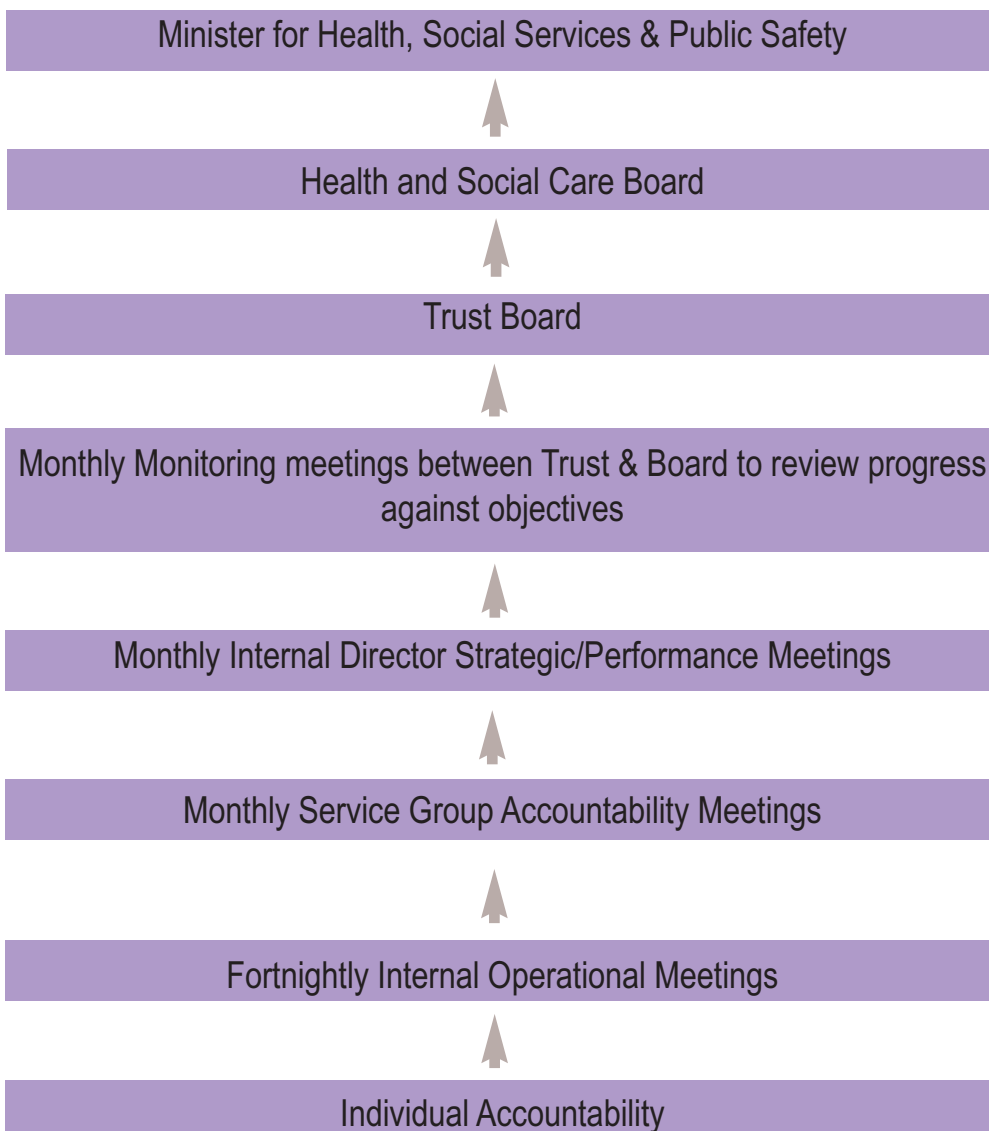 Minister for Health, Social Services & Public Safety
Health and Social Care Board
Trust Board
Monthly Monitoring meetings between Trust & Board to review progress
against objectives
Monthly Internal Director Strategic/Performance Meetings
Monthly Service Group Accountability Meetings
Fortnightly Internal Operational Meetings
Individual Accountability